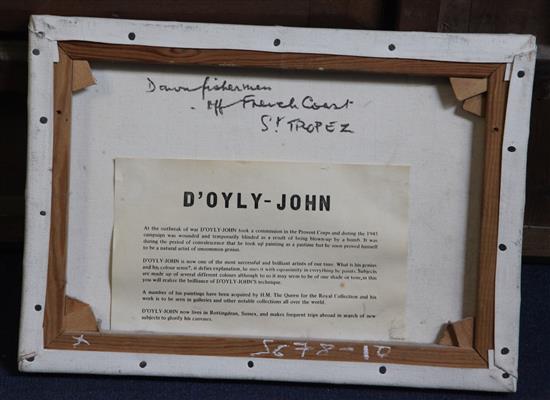 Dawn fishermen
off French Coast
St TROPEZ
D'OYLY-JOHN
At the outbreak of war D'OYLY-JOHN took a commission in the Provost Corps and during the 1943
campaign was wounded and temporarily blinded as a result of being blown-up by a bomb. It was
during the period of convalescence that he took up painting as a pastime but he soon proved himself
to be a natural artist of uncommon genius.
D'OYLY-JOHN is now one of the most successful and brilliant artists of our time. What is his genius
and his colour sense?, it defies explanation, he uses it with equanimity in everything he paints. Subjects
are made up of several different colours although to us it may seem to be of one shade or tone, in this
you will realize the brilliance of D'OYLY-JOHN'S technique.
A number of his paintings have been acquired by H.M. The Queen for the Royal Collection and his
work is to be seen in galleries and other notable collections all over the world.
D'OYLY-JOHN now lives in Rottingdean, Sussex, and makes frequent trips abroad in search of new
subjects to glorify his canvases.
x 5678-10